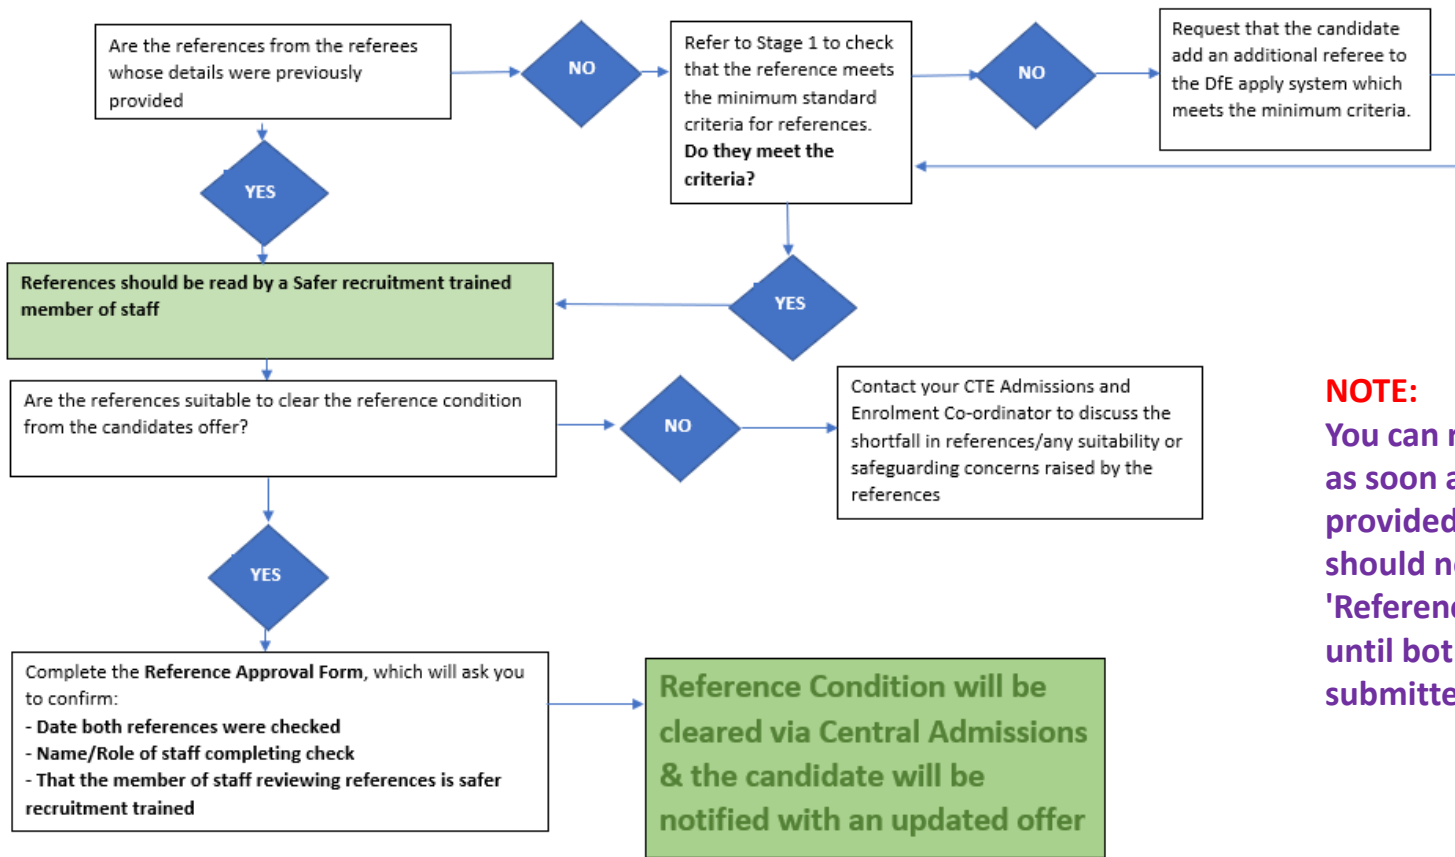 Are the references from the referees
whose details were previously
provided
NO
Refer to Stage 1 to check
that the reference meets
the minimum standard
criteria for references.
Do they meet the
criteria?
NO
Request that the candidate
add an additional referee to
the DfE apply system which
meets the minimum criteria.
YES
YES
References should be read by a Safer recruitment trained
member of staff
Are the references suitable to clear the reference condition
from the candidates offer?
NO
Contact your CTE Admissions and
Enrolment Co-ordinator to discuss the
shortfall in references/any suitability or
safeguarding concerns raised by the
references
YES
Complete the Reference Approval Form, which will ask you
to confirm:
- Date both references were checked
- Name/Role of staff completing check
- That the member of staff reviewing references is safer
recruitment trained
Reference Condition will be
cleared via Central Admissions
& the candidate will be
notified with an updated offer
NOTE:
You can
as soon
provided
should
until